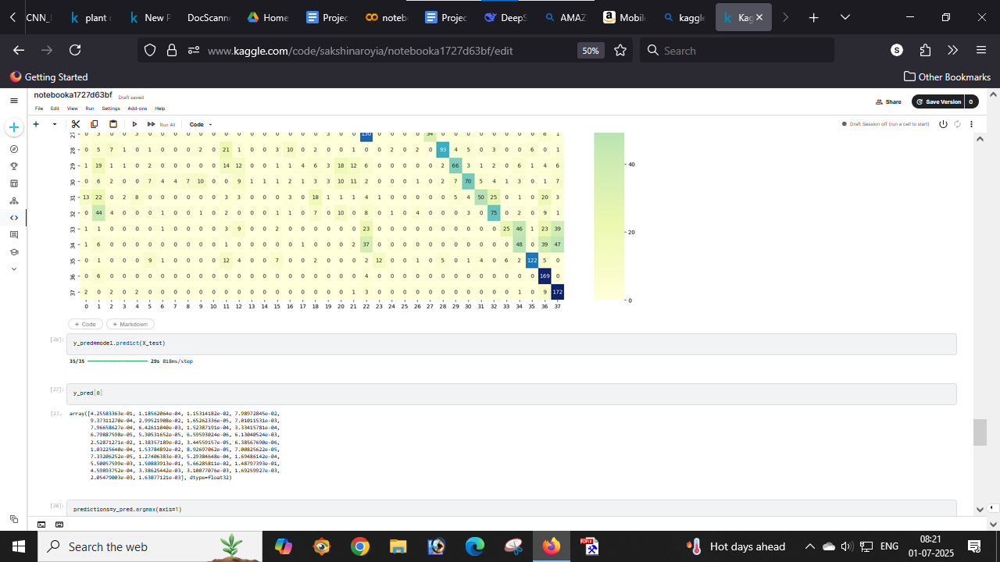 CNN_ plant New P DocScanne Home Projec noteb Projec DeepS AMAZ Mobil kaggle Kag
www.kaggle.com/code/sakshinaroyia/notebooka1727d63bf/edit 50% Search S
Getting Started Other Bookmarks
notebooka1727d63bf Draft saved
File Edit View Run Settings Add-ons Help Share Save Version 0
Run All Code Draft Session off (run a cell to start)
28 0 5 7 1 0 1 0 0 0 2 0 21 1 0 0 3 10 0 2 0 0 1 0 0 2 0 2 0 93 4 5 0 3 0 0 6 0 1
29 1 19 1 1 0 2 0 0 0 0 0 14 12 0 0 1 1 4 6 3 18 12 6 0 0 0 0 0 2 66 3 1 2 0 6 1 4 6
30 0 6 2 0 0 7 4 4 7 10 0 0 9 1 1 1 2 1 3 3 10 11 2 0 0 1 0 2 7 70 5 4 1 3 0 1 7
31 13 22 0 2 8 0 0 0 0 0 0 3 3 0 0 3 0 18 1 1 1 4 1 0 0 0 0 0 5 4 50 25 0 1 0 20 3
32 0 44 4 0 0 0 1 0 0 1 0 2 0 0 0 0 1 0 7 0 10 0 8 0 1 0 4 0 0 0 3 0 75 0 2 0 9 1
33 1 1 0 0 0 0 1 0 0 0 0 3 9 0 0 2 0 0 0 0 0 0 23 0 0 0 0 0 0 0 0 0 0 25 46 1 23 39
34 1 6 0 0 0 0 0 0 0 0 0 1 0 0 0 0 0 1 0 0 0 2 37 0 0 0 0 0 0 0 0 0 0 0 48 0 39 47
35 0 1 0 0 0 9 1 0 0 0 0 12 4 0 0 7 0 0 2 0 0 0 2 12 0 0 1 0 5 0 1 4 0 6 2 122 5 0
36 0 6 0 0 0 0 0 0 0 0 0 0 0 0 0 0 0 0 0 0 0 0 4 0 0 0 0 0 0 0 0 0 0 0 0 0 169 0
37 2 0 2 0 2 0 0 0 0 0 0 0 0 0 0 0 0 0 0 0 0 1 3 0 0 0 0 0 0 0 0 0 0 0 1 0 9 172
0 1 2 3 4 5 6 7 8 9 10 11 12 13 14 15 16 17 18 19 20 21 22 23 24 25 26 27 28 29 30 31 32 33 34 35 36 37
40
20
0
+ Code + Markdown
[26]: y_pred=model.predict(X_test)
35/35 29s 818ms/step
[27]: y_pred[0]
[27… array([4.25583363e-01, 1.18562064e-04, 1.15314182e-02, 7.98972845e-02,
9.37311270e-04, 2.99521908e-02, 1.65262336e-05, 7.01011531e-03,
7.96658627e-04, 6.42611040e-03, 1.52387191e-04, 3.33415781e-04,
6.79887598e-05, 5.30531652e-05, 6.59593024e-06, 6.13040524e-03,
2.52871271e-02, 1.38357189e-02, 3.44559157e-05, 6.38567690e-06,
1.03225640e-04, 1.53784892e-02, 8.92697062e-05, 7.00825622e-05,
7.33206252e-05, 1.27406383e-03, 5.29384648e-04, 1.69486142e-04,
5.50057599e-03, 1.50883913e-01, 5.66285811e-02, 1.48797393e-01,
4.59893752e-04, 3.38625442e-03, 3.10077076e-03, 1.69259927e-03,
2.05479003e-03, 1.63077121e-03], dtype=float32)
[28]: predictions=y_pred.argmax(axis=1)
Search the web Hot days ahead ENG
01-07-2025